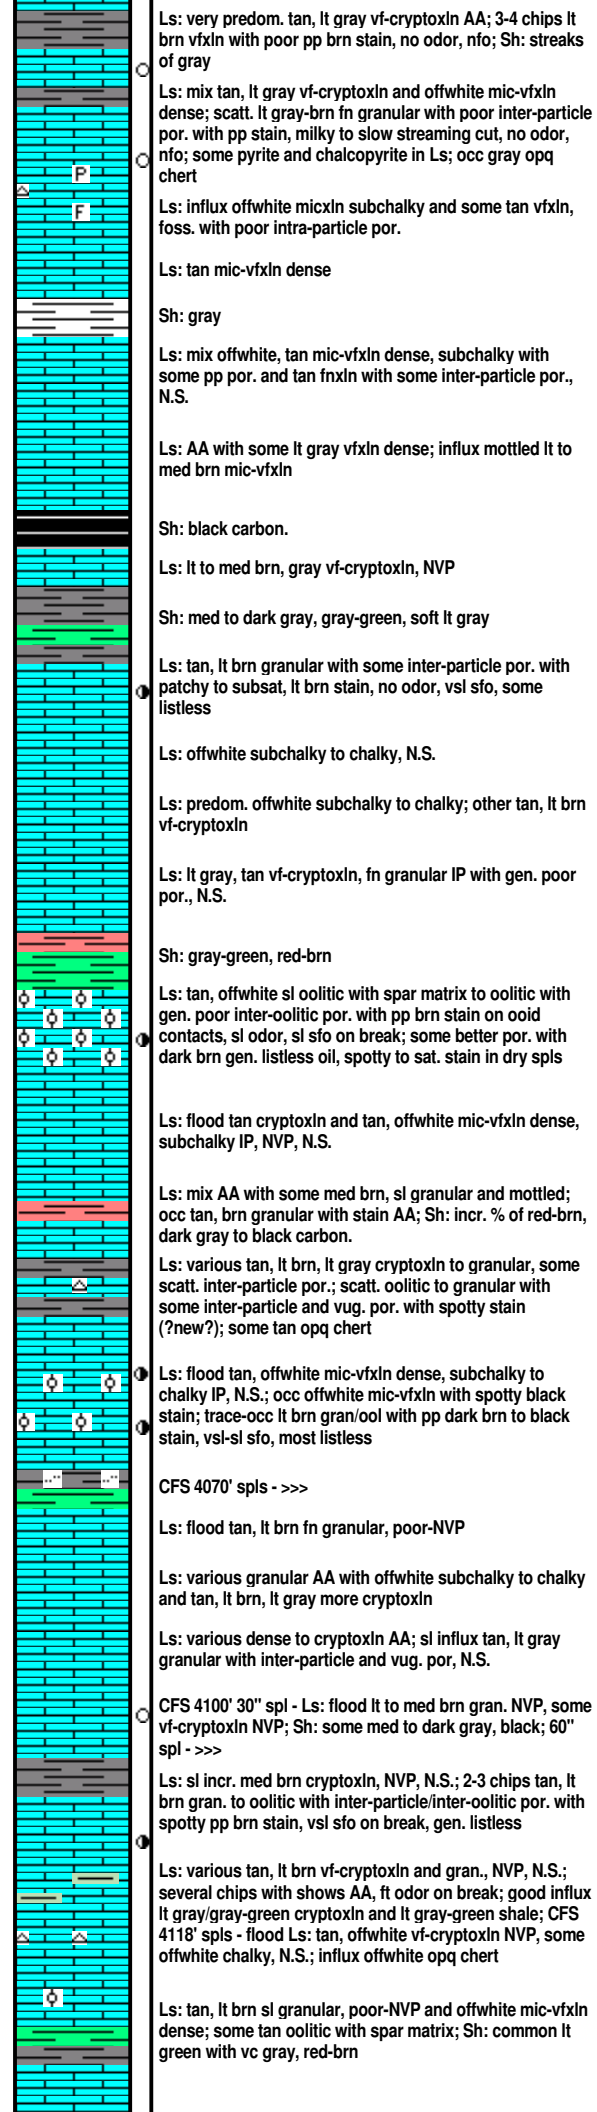 Ls: very predom. tan, lt gray vf-cryptoxln AA; 3-4 chips lt
brn vfxln with poor pp brn stain, no odor, nfo; Sh: streaks
of gray
Ls: mix tan, lt gray vf-cryptoxln and offwhite mic-vfxln
dense; scatt. lt gray-brn fn granular with poor inter-particle
por. with pp stain, milky to slow streaming cut, no odor,
nfo; some pyrite and chalcopyrite in Ls; occ gray opq
chert
P
F
Ls: influx offwhite micxln subchalky and some tan vfxln,
foss. with poor intra-particle por.
Ls: tan mic-vfxln dense
Sh: gray
Ls: mix offwhite, tan mic-vfxln dense, subchalky with
some pp por. and tan fnxln with some inter-particle por.,
N.S.
Ls: AA with some lt gray vfxln dense; influx mottled lt to
med brn mic-vfxln
Sh: black carbon.
Ls: lt to med brn, gray vf-cryptoxln, NVP
Sh: med to dark gray, gray-green, soft lt gray
Ls: tan, lt brn granular with some inter-particle por. with
patchy to subsat, lt brn stain, no odor, vsl sfo, some
listless
Ls: offwhite subchalky to chalky, N.S.
Ls: predom. offwhite subchalky to chalky; other tan, lt brn
vf-cryptoxln
Ls: lt gray, tan vf-cryptoxln, fn granular IP with gen. poor
por., N.S.
Sh: gray-green, red-brn
Ls: tan, offwhite sl oolitic with spar matrix to oolitic with
gen. poor inter-oolitic por. with pp brn stain on ooid
contacts, sl odor, sl sfo on break; some better por. with
dark brn gen. listless oil, spotty to sat. stain in dry spls
Ls: flood tan cryptoxln and tan, offwhite mic-vfxln dense,
subchalky IP, NVP, N.S.
Ls: mix AA with some med brn, sl granular and mottled;
occ tan, brn granular with stain AA; Sh: incr. % of red-brn,
dark gray to black carbon.
Ls: various tan, lt brn, lt gray cryptoxln to granular, some
scatt. inter-particle por.; scatt. oolitic to granular with
some inter-particle and vug. por. with spotty stain
(?new?); some tan opq chert
Ls: flood tan, offwhite mic-vfxln dense, subchalky to
chalky IP, N.S.; occ offwhite mic-vfxln with spotty black
stain; trace-occ lt brn gran/ool with pp dark brn to black
stain, vsl-sl sfo, most listless
CFS 4070' spls - >>>
Ls: flood tan, lt brn fn granular, poor-NVP
Ls: various granular AA with offwhite subchalky to chalky
and tan, lt brn, lt gray more cryptoxln
Ls: various dense to cryptoxln AA; sl influx tan, lt gray
granular with inter-particle and vug. por, N.S.
CFS 4100' 30" spl - Ls: flood lt to med brn gran. NVP, some
vf-cryptoxln NVP; Sh: some med to dark gray, black; 60"
spl - >>>
Ls: sl incr. med brn cryptoxln, NVP, N.S.; 2-3 chips tan, lt
brn gran. to oolitic with inter-particle/inter-oolitic por. with
spotty pp brn stain, vsl sfo on break, gen. listless
Ls: various tan, lt brn vf-cryptoxln and gran., NVP, N.S.;
several chips with shows AA, ft odor on break; good influx
lt gray/gray-green cryptoxln and lt gray-green shale; CFS
4118' spls - flood Ls: tan, offwhite vf-cryptoxln NVP, some
offwhite chalky, N.S.; influx offwhite opq chert
Ls: tan, lt brn sl granular, poor-NVP and offwhite mic-vfxln
dense; some tan oolitic with spar matrix; Sh: common lt
green with vc gray, red-brn